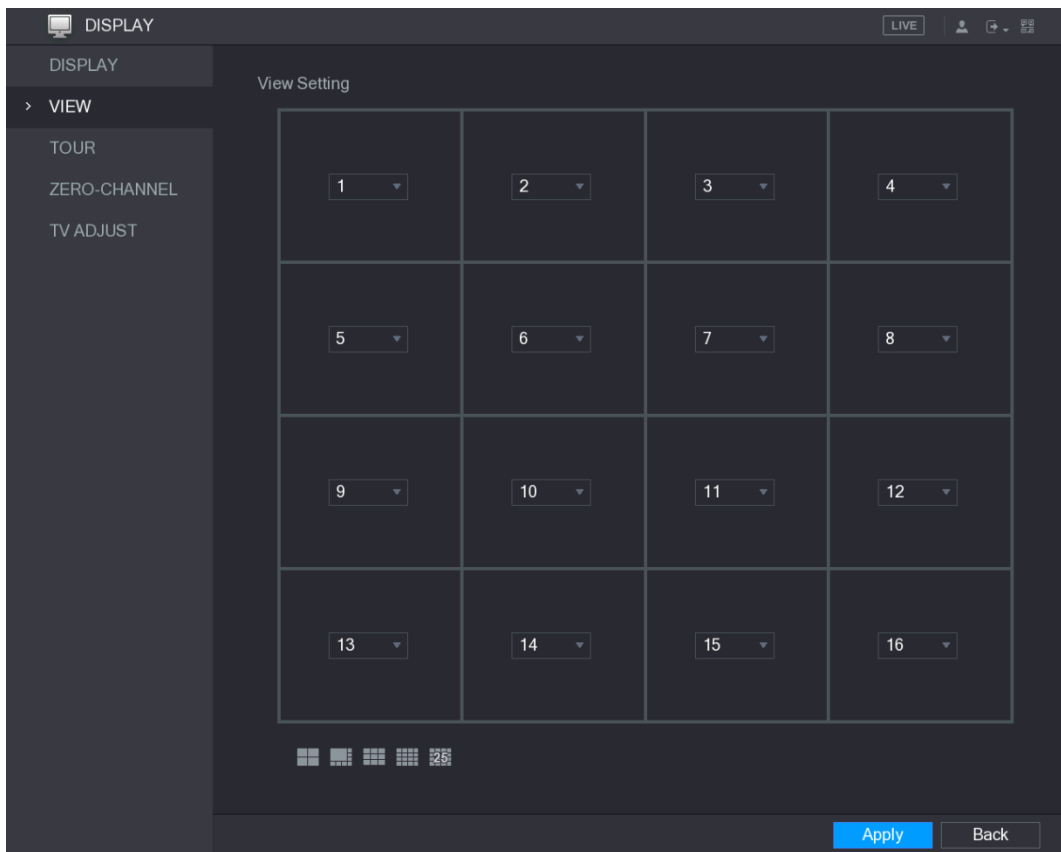 DISPLAY LIVE
DISPLAY
View Setting
VIEW
TOUR
ZERO-CHANNEL
TV ADJUST
1 2 3 4
5 6 7 8
9 10 11 12
13 14 15 16
25
Apply Back